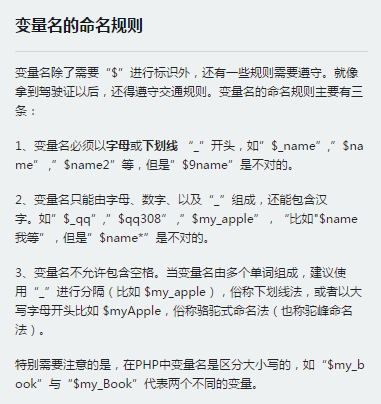 变量名的命名规则
变量名除了需要“$”进行标识外，还有一些规则需要遵守。就像
拿到驾驶证以后，还得遵守交通规则。变量名的命名规则主要有三
条：
1、变量名必须以字母或下划线 “_”开头，如”$_name”,”$na
me” ,”$name2”等，但是”$9name”是不对的。
2、变量名只能由字母、数字、以及“_”组成，还能包含汉
字。如”$_qq”,”$qq308” ,”$my_apple” ，“比如"$name
我等”，但是”$name*”是不对的。
3、变量名不允许包含空格。当变量名由多个单词组成，建议使
用“_”进行分隔（比如 $my_apple），俗称下划线法，或者以大
写字母开头比如 $myApple，俗称骆驼式命名法（也称驼峰命名
法）。
特别需要注意的是，在PHP中变量名是区分大小写的，如“$my_b
ook”与“$my_Book”代表两个不同的变量。